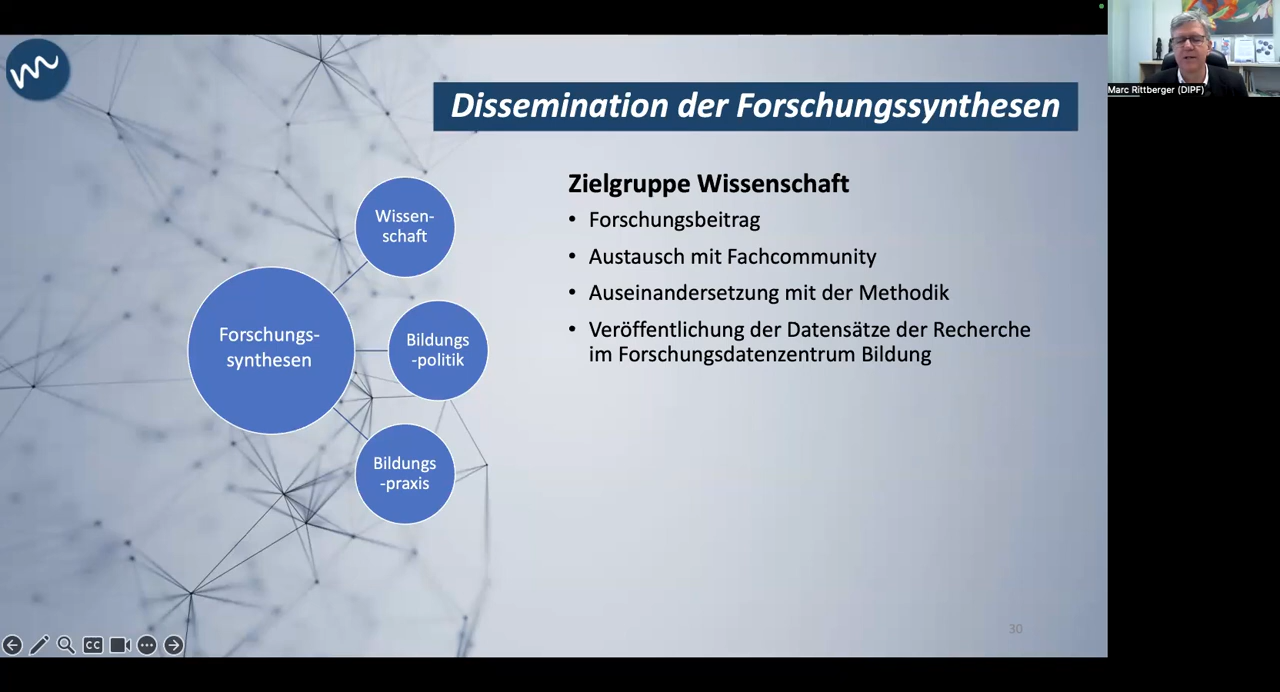 Dissemination der Forschungssynthesen
Zielgruppe Wissenschaft
• Forschungsbeitrag
• Austausch mit Fachcommunity
• Auseinandersetzung mit der Methodik
• Veröffentlichung der Datensätze der Recherche
im Forschungsdatenzentrum Bildung
Wissen-
schaft
Forschungs-
synthesen
Bildungs
-politik
Bildungs
-praxis
30
CC
Marc Rittberger (DIPF)